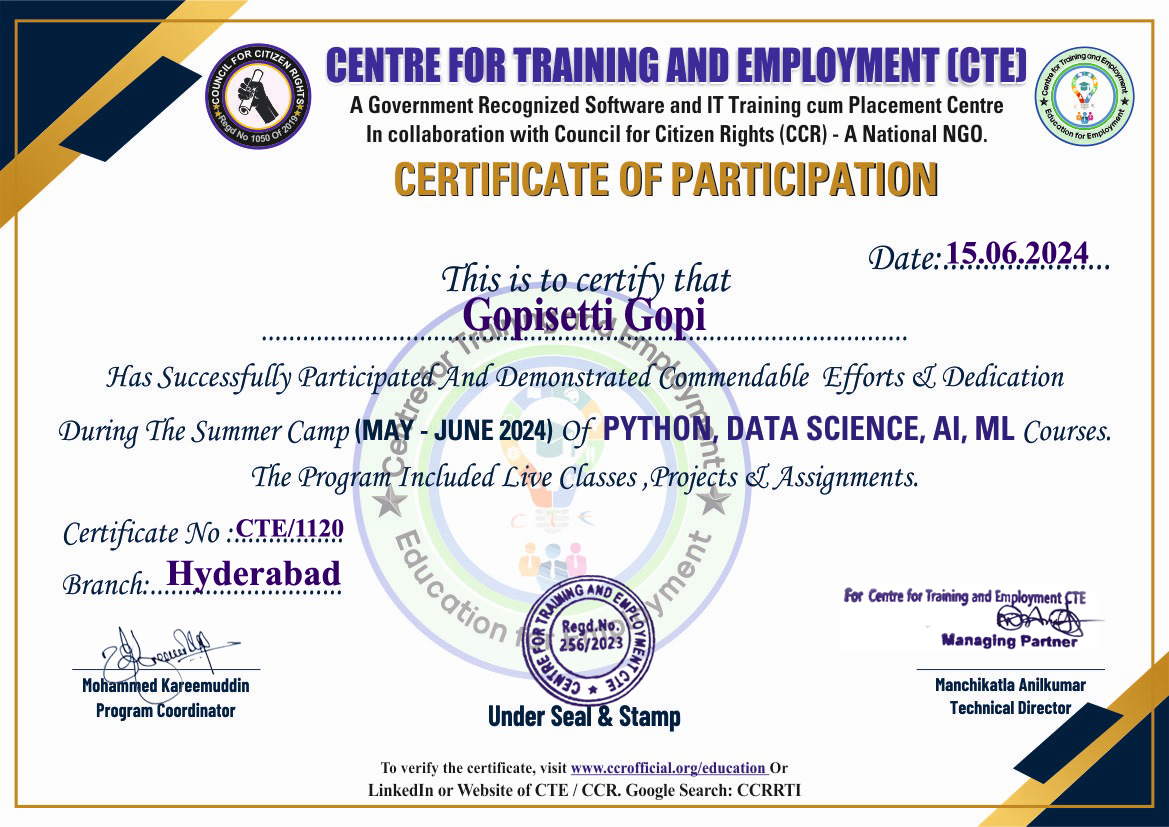 COUNCIL FOR CITIZEN RIGHTS
Regd No 1050 Of 2019
CENTRE FOR TRAINING AND EMPLOYMENT (CTE)
A Government Recognized Software and IT Training cum Placement Centre
In collaboration with Council for Citizen Rights (CCR) - A National NGO.
Centre for Training and Employment
Education for Employment
CERTIFICATE OF PARTICIPATION
Date:15.06.2024
This is to certify that
Gopisetti Gopi
Has Successfully Participated And Demonstrated Commendable Efforts & Dedication
During The Summer Camp (MAY - JUNE 2024) Of PYTHON, DATA SCIENCE, AI, ML Courses.
The Program Included Live Classes ,Projects & Assignments.
Centre for Training and Employment
C T E
Education for Employment
Certificate No :CTE/1120
Branch: Hyderabad
CENTRE FOR TRAINING AND EMPLOYMENT CTE
Regd.No.
256/2023
For Centre for Training and Employment CTE
Managing Partner
Mohammed Kareemuddin
Program Coordinator
Under Seal & Stamp
Manchikatla Anilkumar
Technical Director
To verify the certificate, visit www.ccrofficial.org/education Or
LinkedIn or Website of CTE / CCR. Google Search: CCRRTI